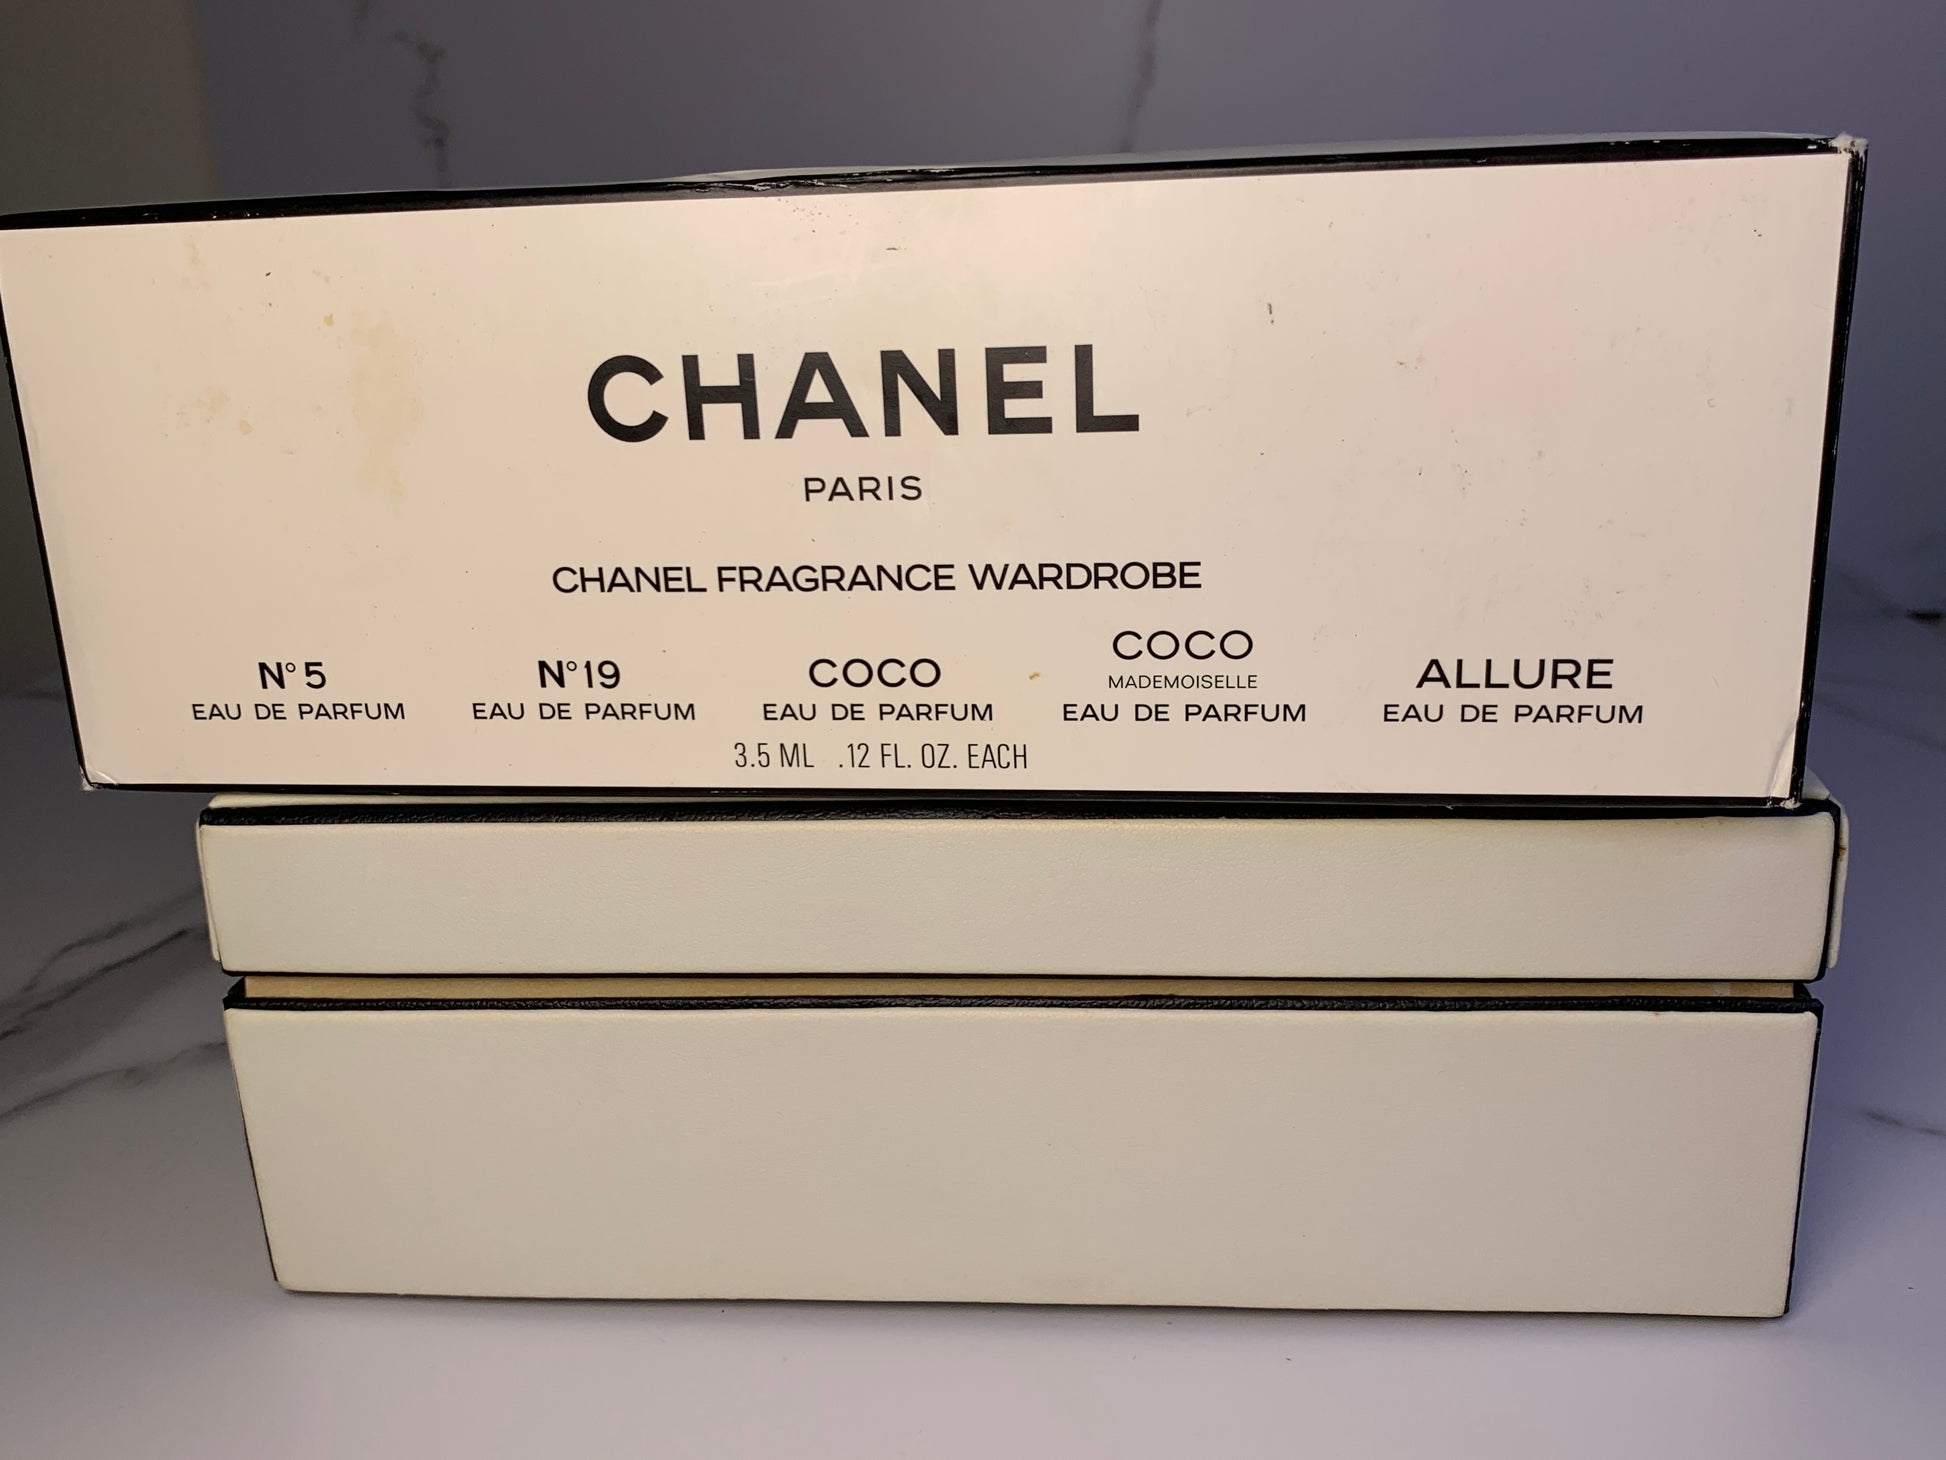 CHANEL
PARIS
CHANEL FRAGRANCE WARDROBE
N°5
EAU DE PARFUM
N°19
EAU DE PARFUM
COCO
EAU DE PARFUM
COCO
MADEMOISELLE
EAU DE PARFUM
ALLURE
EAU DE PARFUM
3.5 ML .12 FL. OZ. EACH